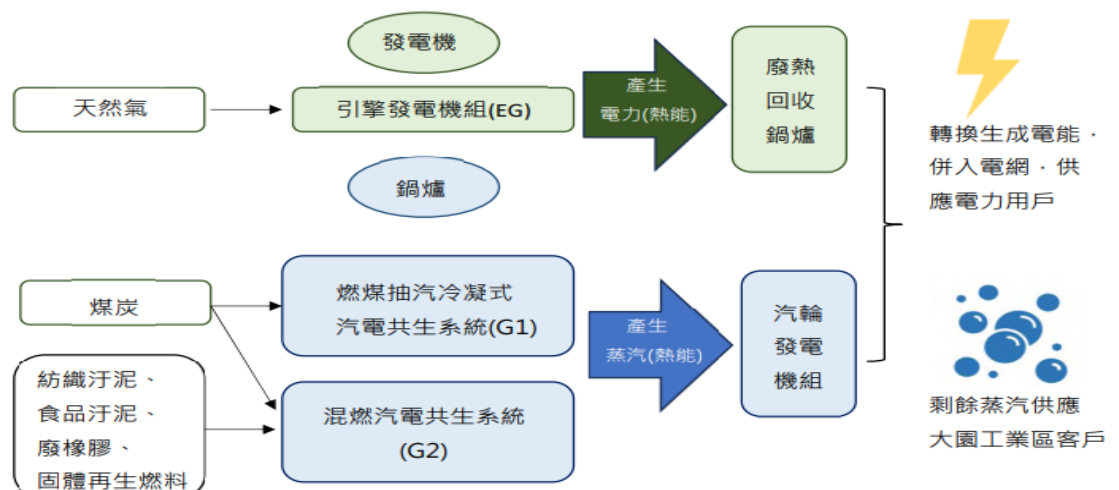 發電機
天然氣
引擎發電機組(EG)
產生
電力(熱能)
廢熱
回收
鍋爐
轉換生成電能，
併入電網，供
應電力用戶
鍋爐
煤炭
燃煤抽汽冷凝式
汽電共生系統(G1)
產生
蒸汽(熱能)
汽輪
發電
機組
紡織汙泥、
食品汙泥、
廢橡膠、
固體再生燃料
混燃汽電共生系統
(G2)
剩餘蒸汽供應
大園工業區客戶